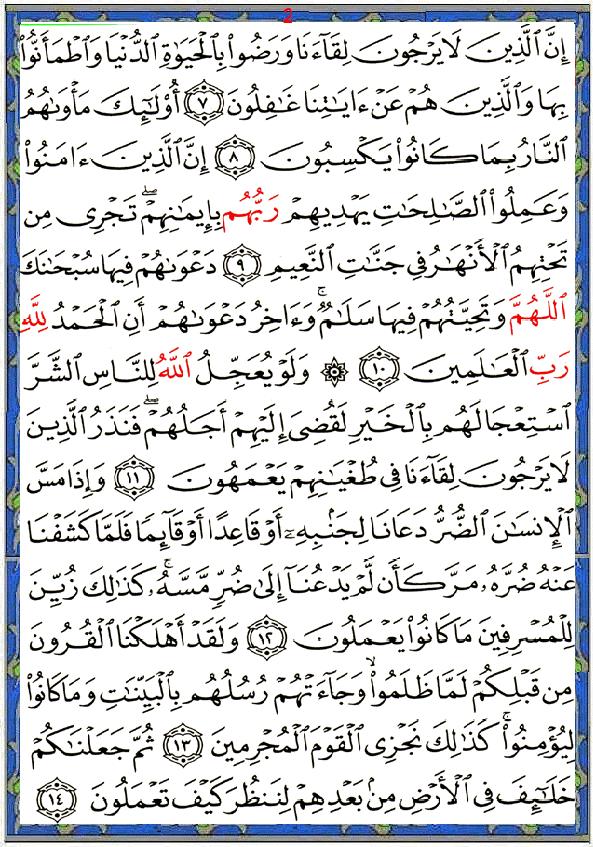 2
إِنَّ ٱلَّذِينَ لَا يَرْجُونَ لِقَآءَنَا وَرَضُوا۟ بِٱلْحَيَوٰةِ ٱلدُّنْيَا وَٱطْمَأَنُّوا۟
بِهَا وَٱلَّذِينَ هُمْ عَنْ ءَايَـٰتِنَا غَـٰفِلُونَ ٧ أُو۟لَـٰٓئِكَ مَأْوَىٰهُمُ
ٱلنَّارُ بِمَا كَانُوا۟ يَكْسِبُونَ ٨ إِنَّ ٱلَّذِينَ ءَامَنُوا۟
وَعَمِلُوا۟ ٱلصَّـٰلِحَـٰتِ يَهْدِيهِمْ رَبُّهُم بِإِيمَـٰنِهِمْ ۖ تَجْرِى مِن
تَحْتِهِمُ ٱلْأَنْهَـٰرُ فِى جَنَّـٰتِ ٱلنَّعِيمِ ٩ دَعْوَىٰهُمْ فِيهَا سُبْحَـٰنَكَ
ٱللَّهُمَّ وَتَحِيَّتُهُمْ فِيهَا سَلَـٰمٌ ۚ وَءَاخِرُ دَعْوَىٰهُمْ أَنِ ٱلْحَمْدُ لِلَّهِ
رَبِّ ٱلْعَـٰلَمِينَ ١٠ ۞ وَلَوْ يُعَجِّلُ ٱللَّهُ لِلنَّاسِ ٱلشَّرَّ
ٱسْتِعْجَالَهُم بِٱلْخَيْرِ لَقُضِىَ إِلَيْهِمْ أَجَلُهُمْ ۖ فَنَذَرُ ٱلَّذِينَ
لَا يَرْجُونَ لِقَآءَنَا فِى طُغْيَـٰنِهِمْ يَعْمَهُونَ ١١ وَإِذَا مَسَّ
ٱلْإِنسَـٰنَ ٱلضُّرُّ دَعَانَا لِجَنۢبِهِۦٓ أَوْ قَاعِدًا أَوْ قَآئِمًا فَلَمَّا كَشَفْنَا
عَنْهُ ضُرَّهُۥ مَرَّ كَأَن لَّمْ يَدْعُنَآ إِلَىٰ ضُرٍّ مَّسَّهُۥ ۚ كَذَٰلِكَ زُيِّنَ
لِلْمُسْرِفِينَ مَا كَانُوا۟ يَعْمَلُونَ ١٢ وَلَقَدْ أَهْلَكْنَا ٱلْقُرُونَ
مِن قَبْلِكُمْ لَمَّا ظَلَمُوا۟ ۙ وَجَآءَتْهُمْ رُسُلُهُم بِٱلْبَيِّنَـٰتِ وَمَا كَانُوا۟
لِيُؤْمِنُوا۟ ۚ كَذَٰلِكَ نَجْزِى ٱلْقَوْمَ ٱلْمُجْرِمِينَ ١٣ ثُمَّ جَعَلْنَـٰكُمْ
خَلَـٰٓئِفَ فِى ٱلْأَرْضِ مِنۢ بَعْدِهِمْ لِنَنظُرَ كَيْفَ تَعْمَلُونَ ١٤